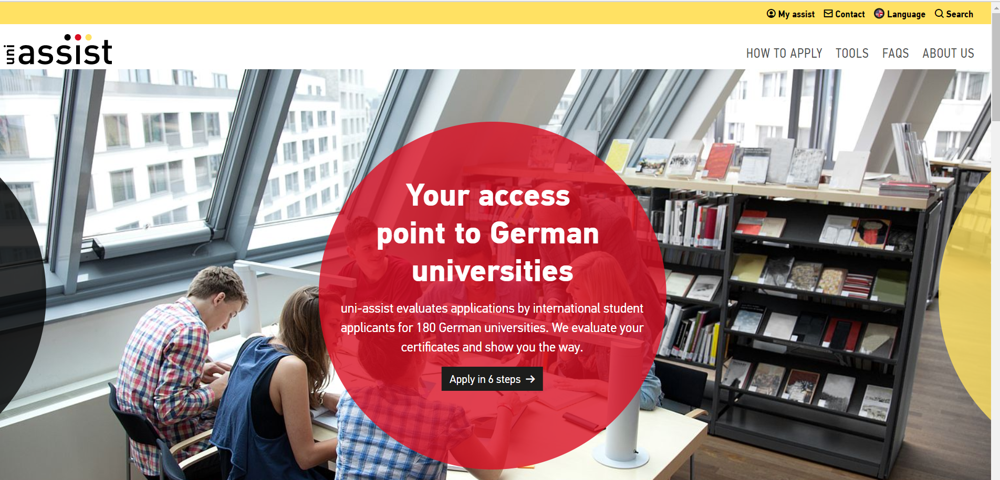 My assist Contact Language Search
uni assist
HOW TO APPLY TOOLS FAQS ABOUT US
Your access
point to German
universities
uni-assist evaluates applications by international student
applicants for 180 German universities. We evaluate your
certificates and show you the way.
Apply in 6 steps →